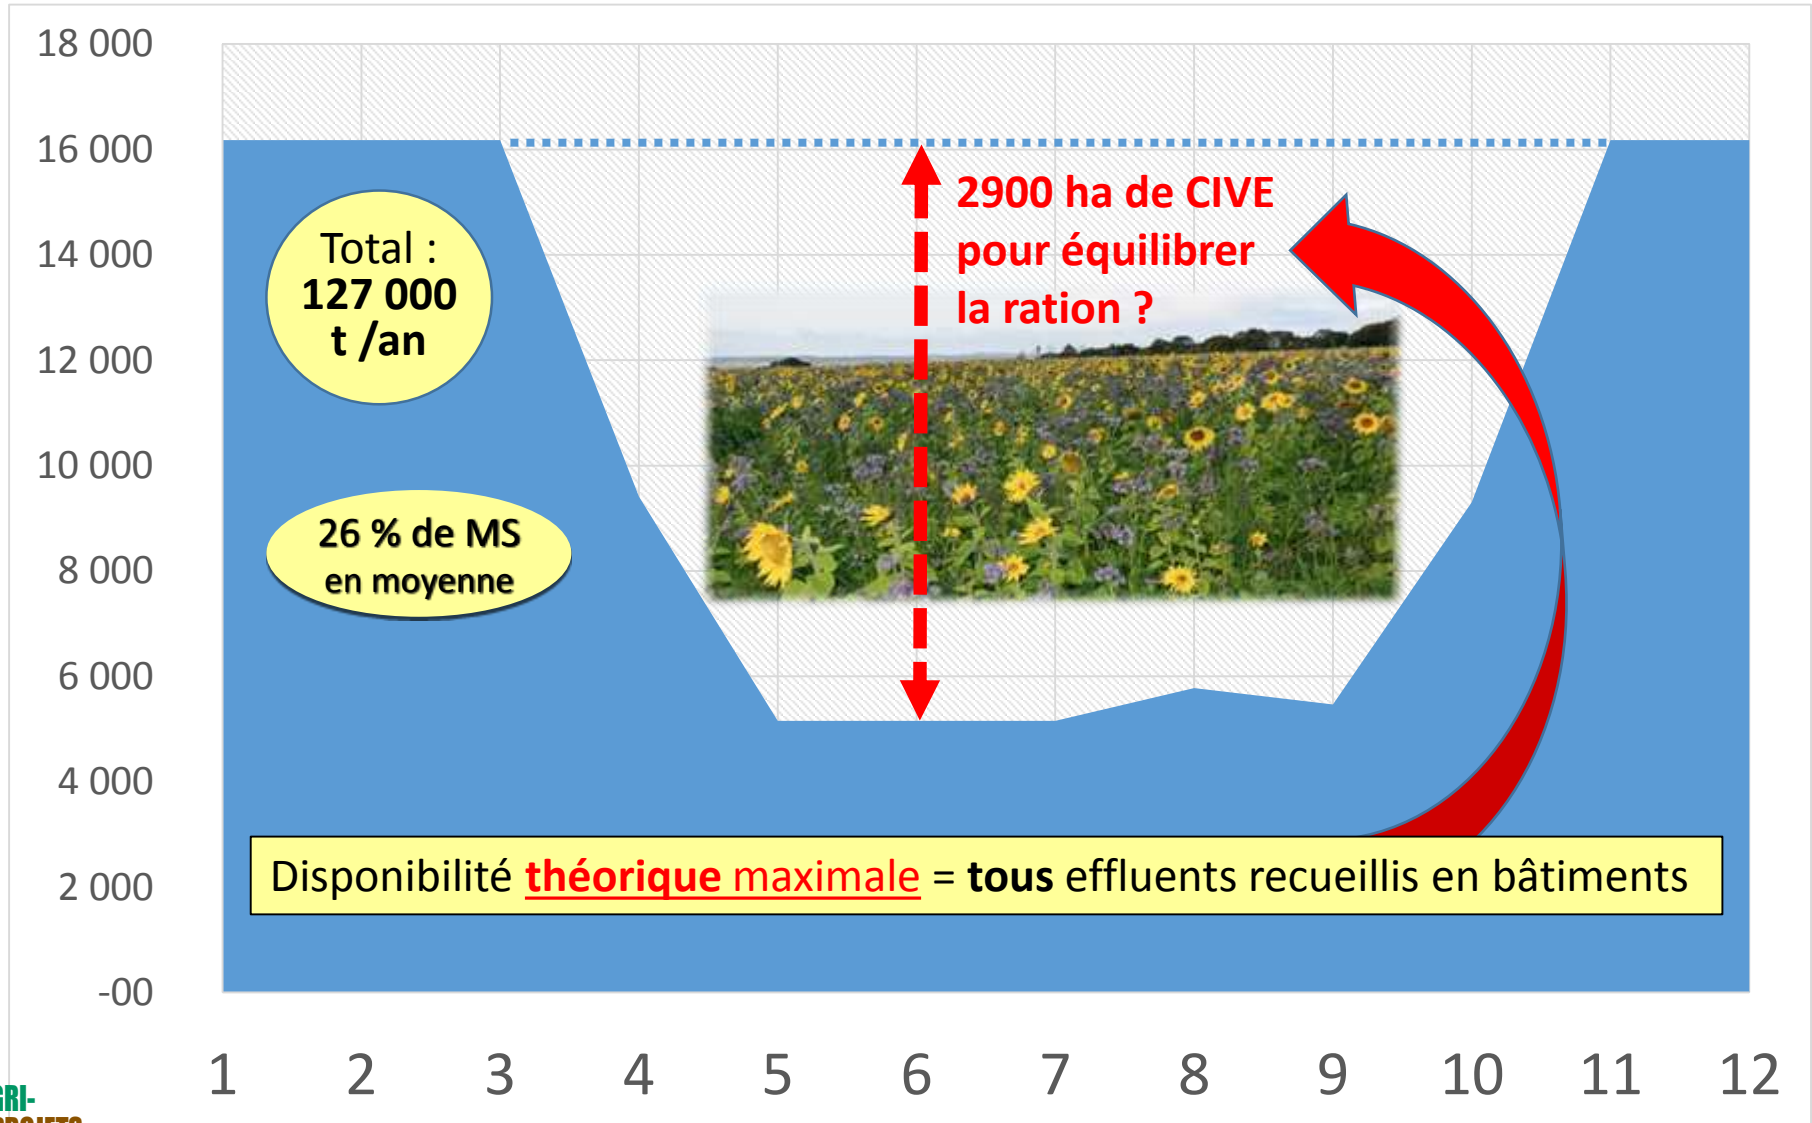 18 000
16 000
14 000
12 000
10 000
8 000
6 000
4 000
2 000
-00
Total :
127 000
t /an
26 % de MS
en moyenne
2900 ha de CIVE
pour équilibrer
la ration ?
Disponibilité théorique maximale = tous effluents recueillis en bâtiments
1 2 3 4 5 6 7 8 9 10 11 12
GRI-